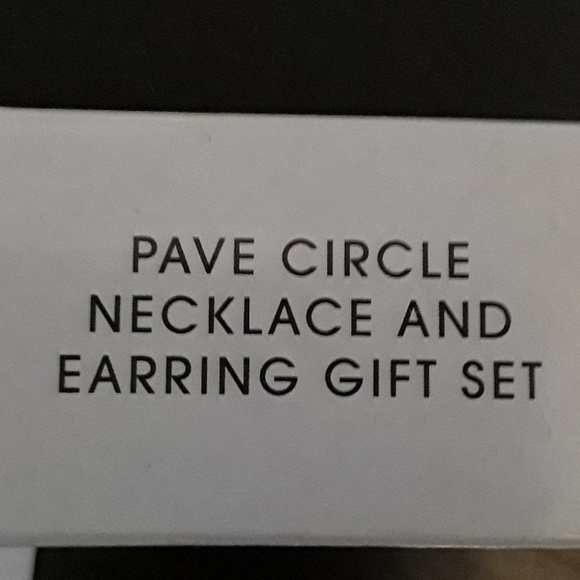 PAVE CIRCLE
NECKLACE AND
EARRING GIFT SET